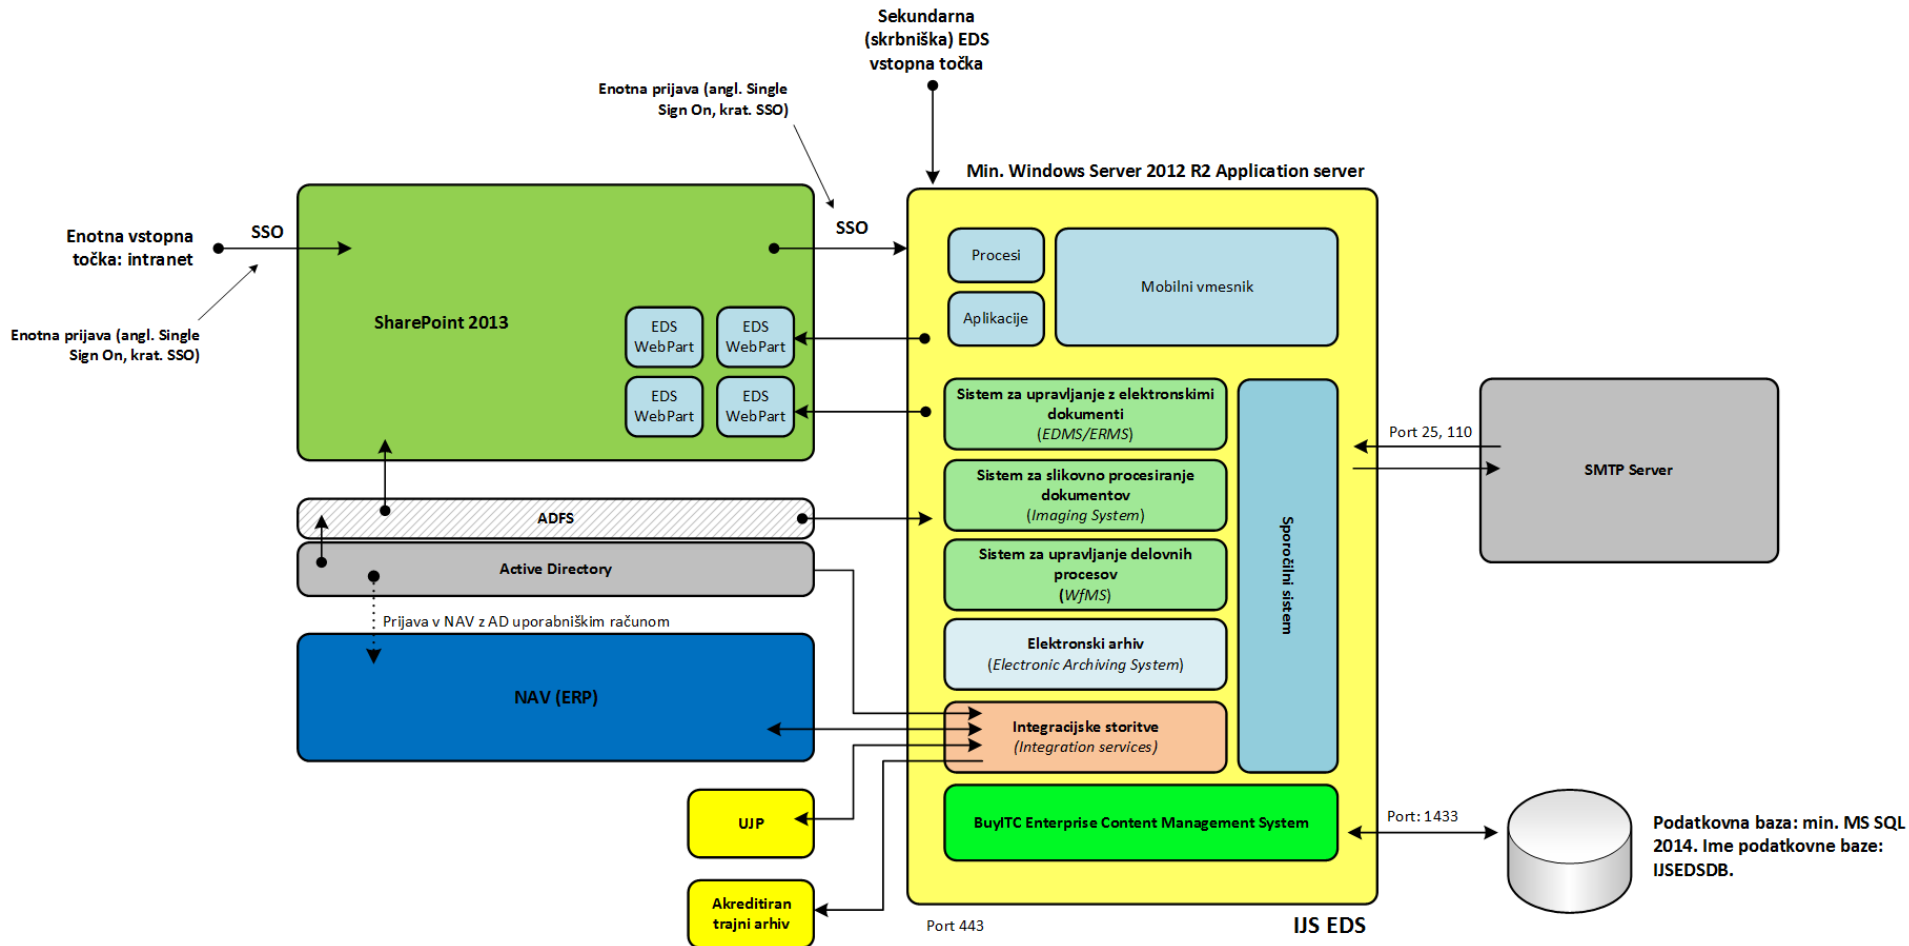 Sekundarna
(skrbniška) EDS
vstopna točka
Enotna prijava (angl. Single
Sign On, krat. SSO)
Min. Windows Server 2012 R2 Application server
Enotna vstopna
točka: intranet
SSO
SSO
Enotna prijava (angl. Single
Sign On, krat. SSO)
SharePoint 2013
EDS
WebPart
EDS
WebPart
EDS
WebPart
EDS
WebPart
Procesi
Aplikacije
Mobilni vmesnik
Sistem za upravljanje z elektronskimi
dokumenti
(EDMS/ERMS)
Sistem za slikovno procesiranje
dokumentov
(Imaging System)
Sistem za upravljanje delovnih
procesov
(WfMS)
Elektronski arhiv
(Electronic Archiving System)
Integracijske storitve
(Integration services)
Sporočilni sistem
BuyITC Enterprise Content Management System
Port 25, 110
SMTP Server
ADFS
Active Directory
Prijava v NAV z AD uporabniškim računom
NAV (ERP)
UJP
Akreditiran
trajni arhiv
Port 443
IJS EDS
Port: 1433
Podatkovna baza: min. MS SQL
2014. Ime podatkovne baze:
IJSEDSDB.